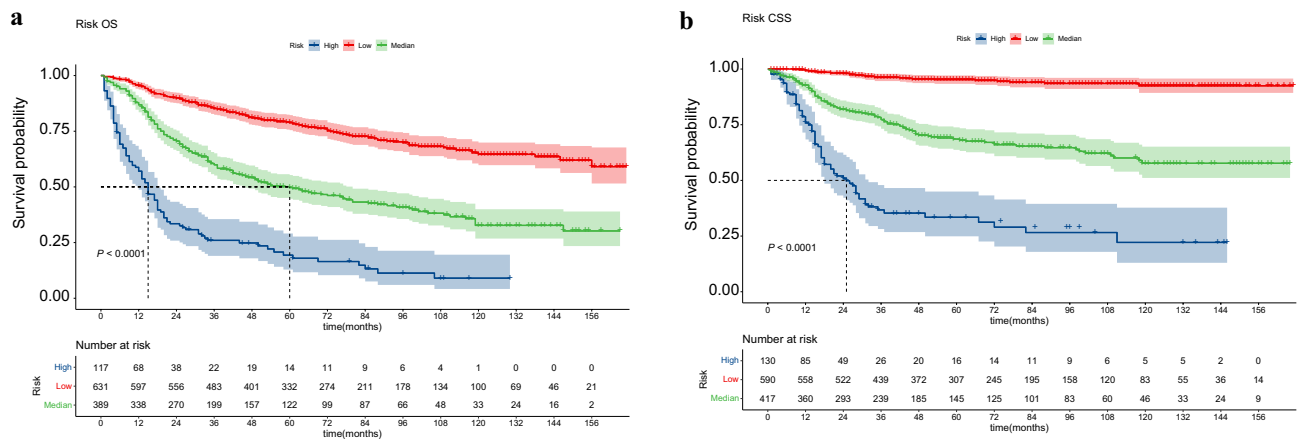 a
Risk OS
Risk High Low Median
Survival probability
1.00
0.75
0.50
0.25
0.00
P < 0.0001
0 12 24 36 48 60 72 84 96 108 120 132 144 156
time(months)
Number at risk
Risk
High 117 68 38 22 19 14 11 9 6 4 1 0 0 0
Low 631 597 556 483 401 332 274 211 178 134 100 69 46 21
Median 389 338 270 199 157 122 99 87 66 48 33 24 16 2
0 12 24 36 48 60 72 84 96 108 120 132 144 156
time(months)
b
Risk CSS
Risk High Low Median
Survival probability
1.00
0.75
0.50
0.25
0.00
P < 0.0001
0 12 24 36 48 60 72 84 96 108 120 132 144 156
time(months)
Number at risk
Risk
High 130 85 49 26 20 16 14 11 9 6 5 5 2 0
Low 590 558 522 439 372 307 245 195 158 120 83 55 36 14
Median 417 360 293 239 185 145 125 101 83 60 46 33 24 9
0 12 24 36 48 60 72 84 96 108 120 132 144 156
time(months)